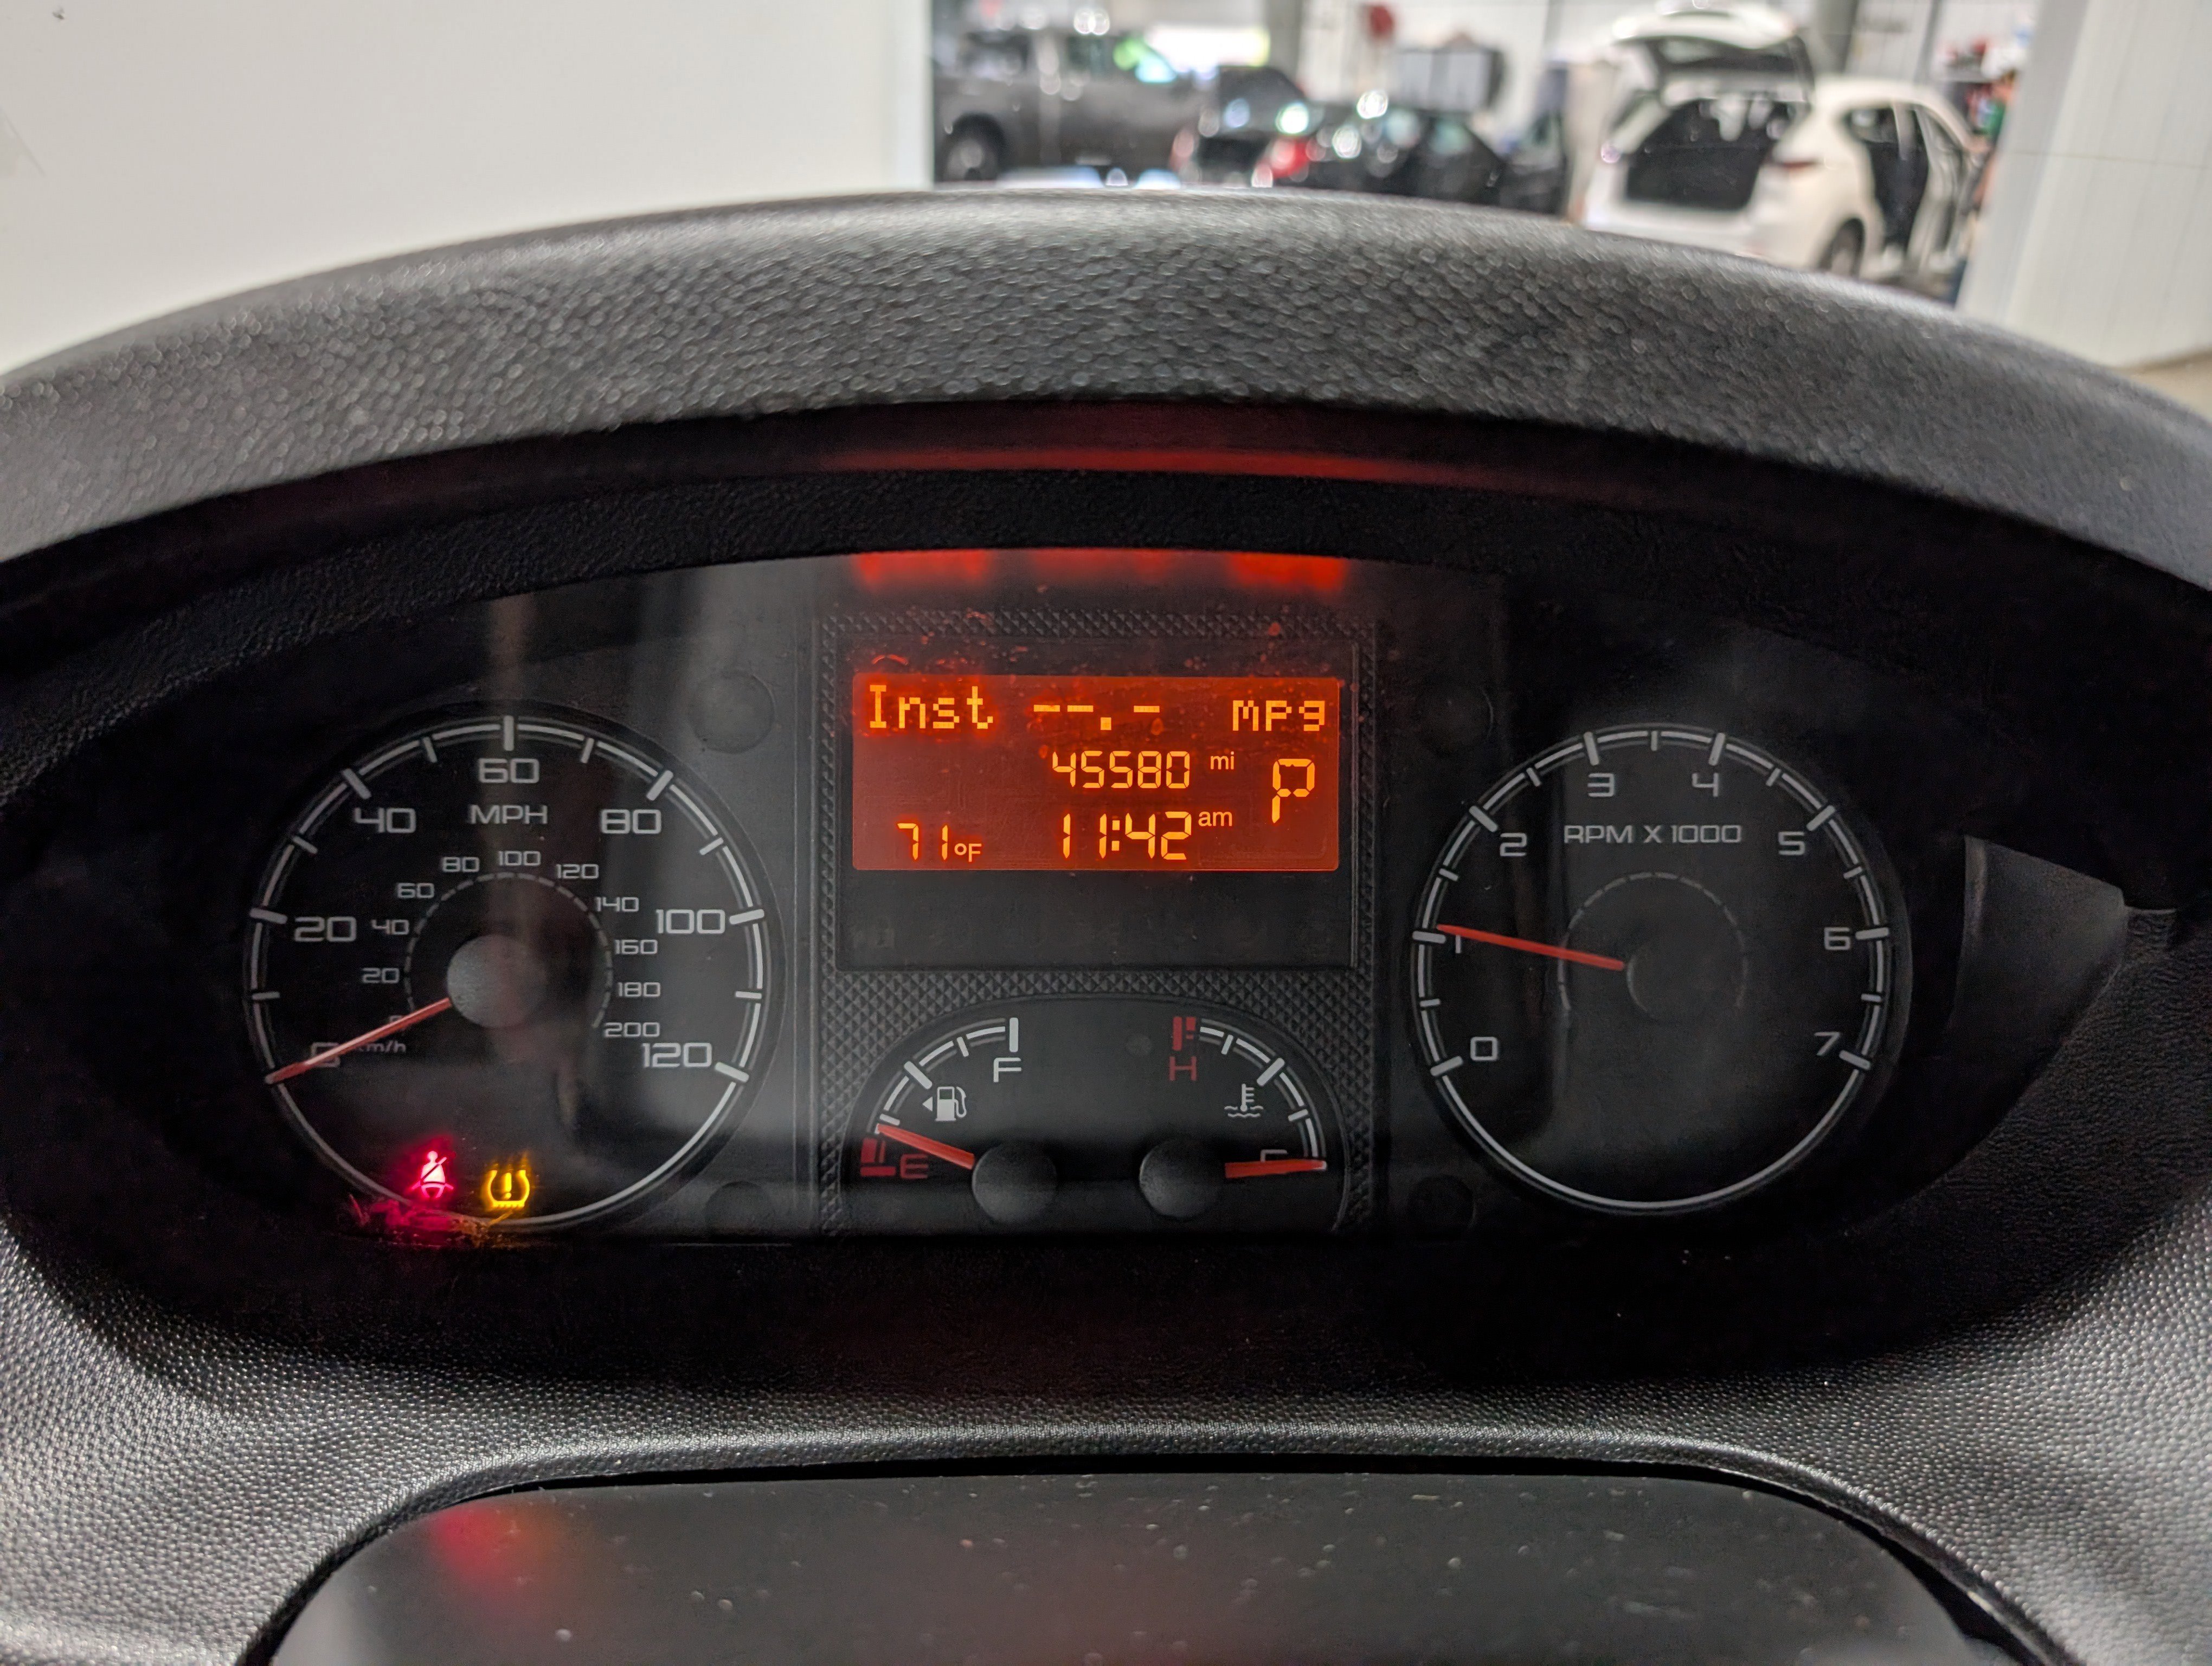 Inst --.- mpg
45580 mi
P
71°F 11:42 am
60
MPH
40 80
80 100 120
60 140
20 40 100
160
20 180
200
km/h
120
3 4
RPM X 1000
2 5
1 6
0 7
F
E
H